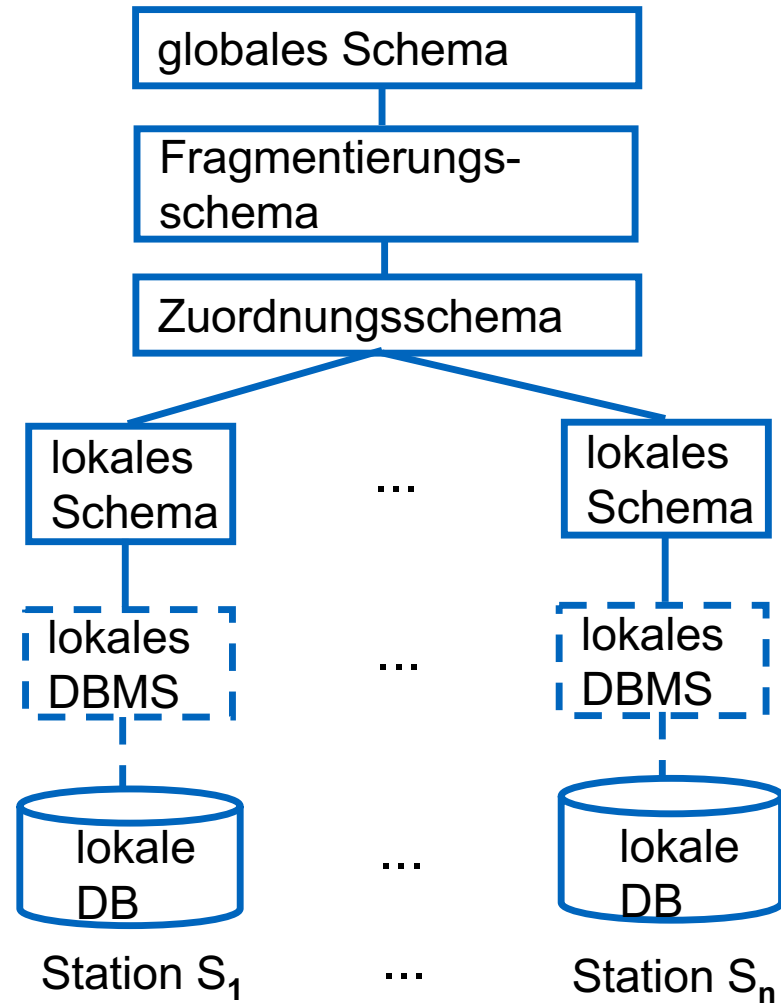 globales Schema
Fragmentierungs-
schema
Zuordnungsschema
lokales
Schema
...
lokales
Schema
lokales
DBMS
...
lokales
DBMS
lokale
DB
...
lokale
DB
Station S1
...
Station Sn